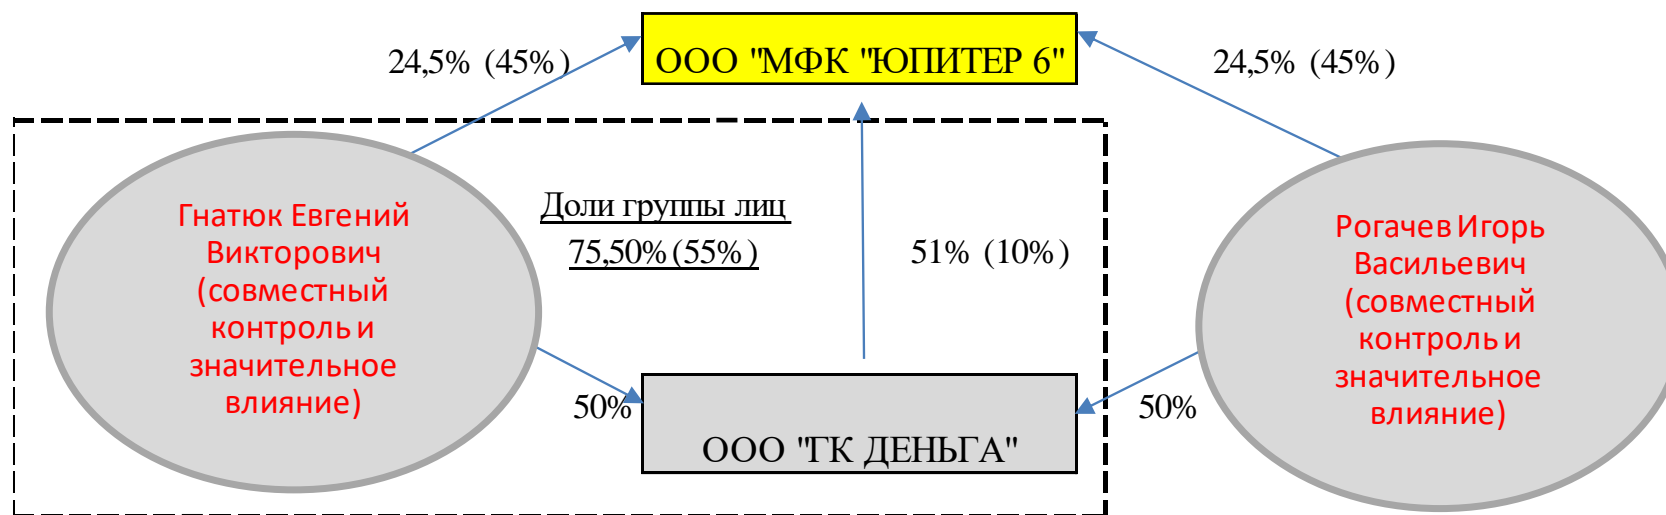 ООО "МФК "ЮПИТЕР 6"
24,5% (45%)
24,5% (45%)
Гнатюк Евгений
Викторович
(совместный
контроль и
значительное
влияние)
Доли группы лиц
75,50% (55%)
51% (10%)
Рогачев Игорь
Васильевич
(совместный
контроль и
значительное
влияние)
50%
50%
ООО "ГК ДЕНЬГА"